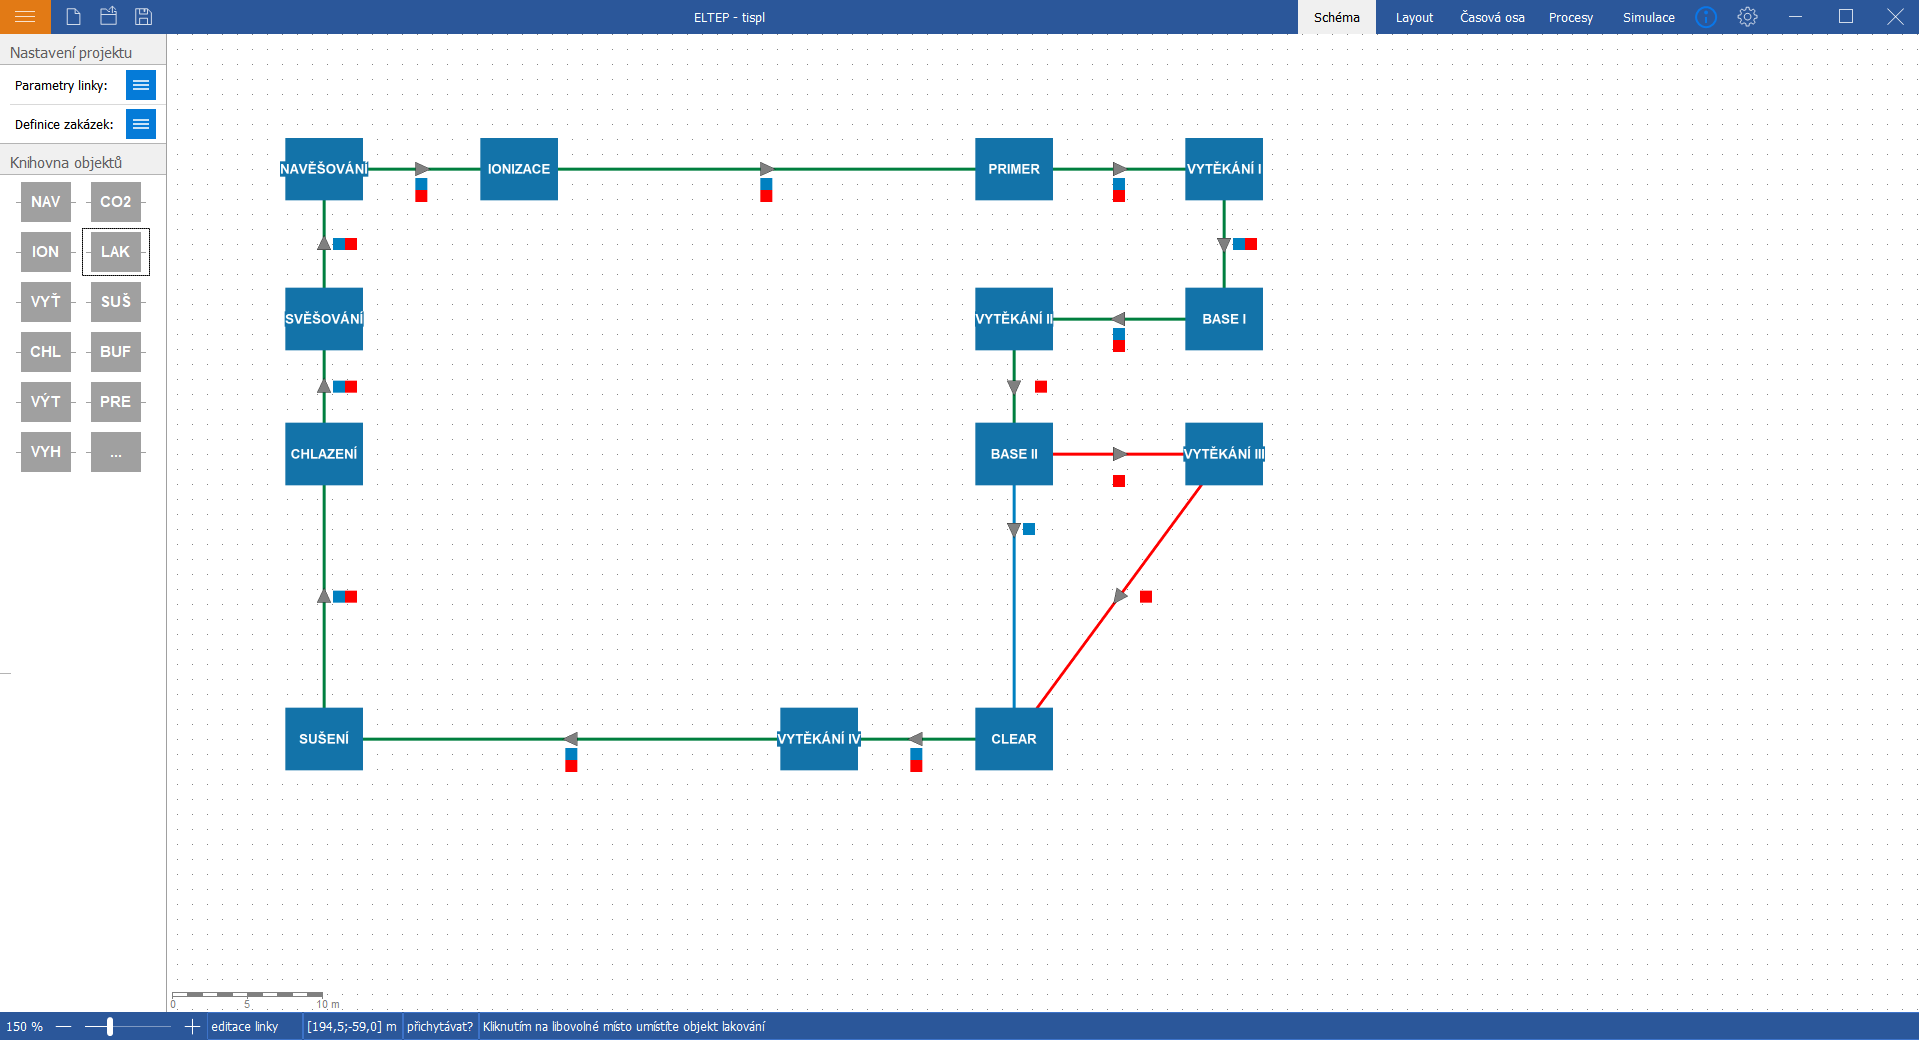 ELTEP - tispl
Schéma
Layout
Časová osa
Procesy
Simulace
Nastavení projektu
Parametry linky:
Definice zakázek:
Knihovna objektů
NAV
CO2
ION
LAK
VYŤ
SUŠ
CHL
BUF
VÝT
PRE
VYH
...
NAVĚŠOVÁNÍ
IONIZACE
PRIMER
VYTĚKÁNÍ I
SVĚŠOVÁNÍ
VYTĚKÁNÍ II
BASE I
CHLAZENÍ
BASE II
VYTĚKÁNÍ III
SUŠENÍ
VYTĚKÁNÍ IV
CLEAR
0
5
10 m
150 %
editace linky
[194,5;-59,0] m
přichytávat?
Kliknutím na libovolné místo umístíte objekt lakování